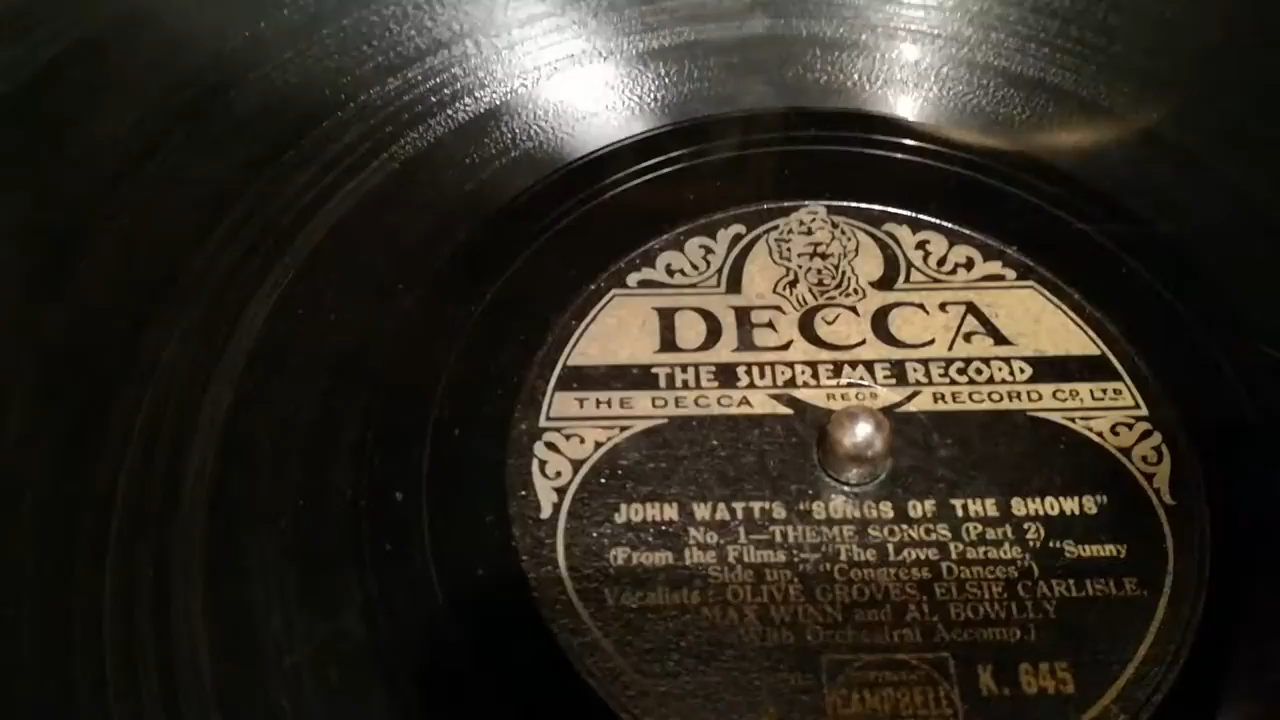 DECCA
THE SUPREME RECORD
THE DECCA RECORD Cº, LTD.
JOHN WATT'S "SONGS OF THE SHOWS"
No. 1—THEME SONGS (Part 2)
(From the Films:—"The Love Parade," "Sunny
Side up," "Congress Dances")
Vocalists:—OLIVE GROVES, ELSIE CARLISLE,
MAX WINN and AL BOWLLY
(With Orchestral Accomp.)
CAMPBELL K. 645